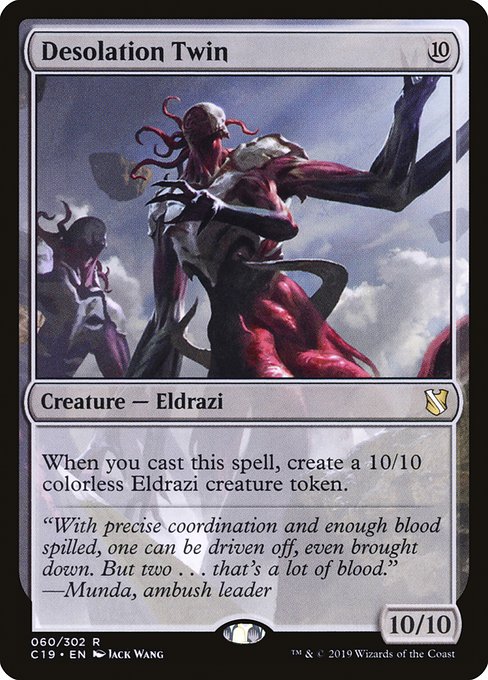 Desolation Twin 10
Creature — Eldrazi
When you cast this spell, create a 10/10
colorless Eldrazi creature token.
“With precise coordination and enough blood
spilled, one can be driven off, even brought
down. But two . . . that’s a lot of blood.”
—Munda, ambush leader
10/10
060/302 R
C19 • EN Jack Wang
™ & © 2019 Wizards of the Coast